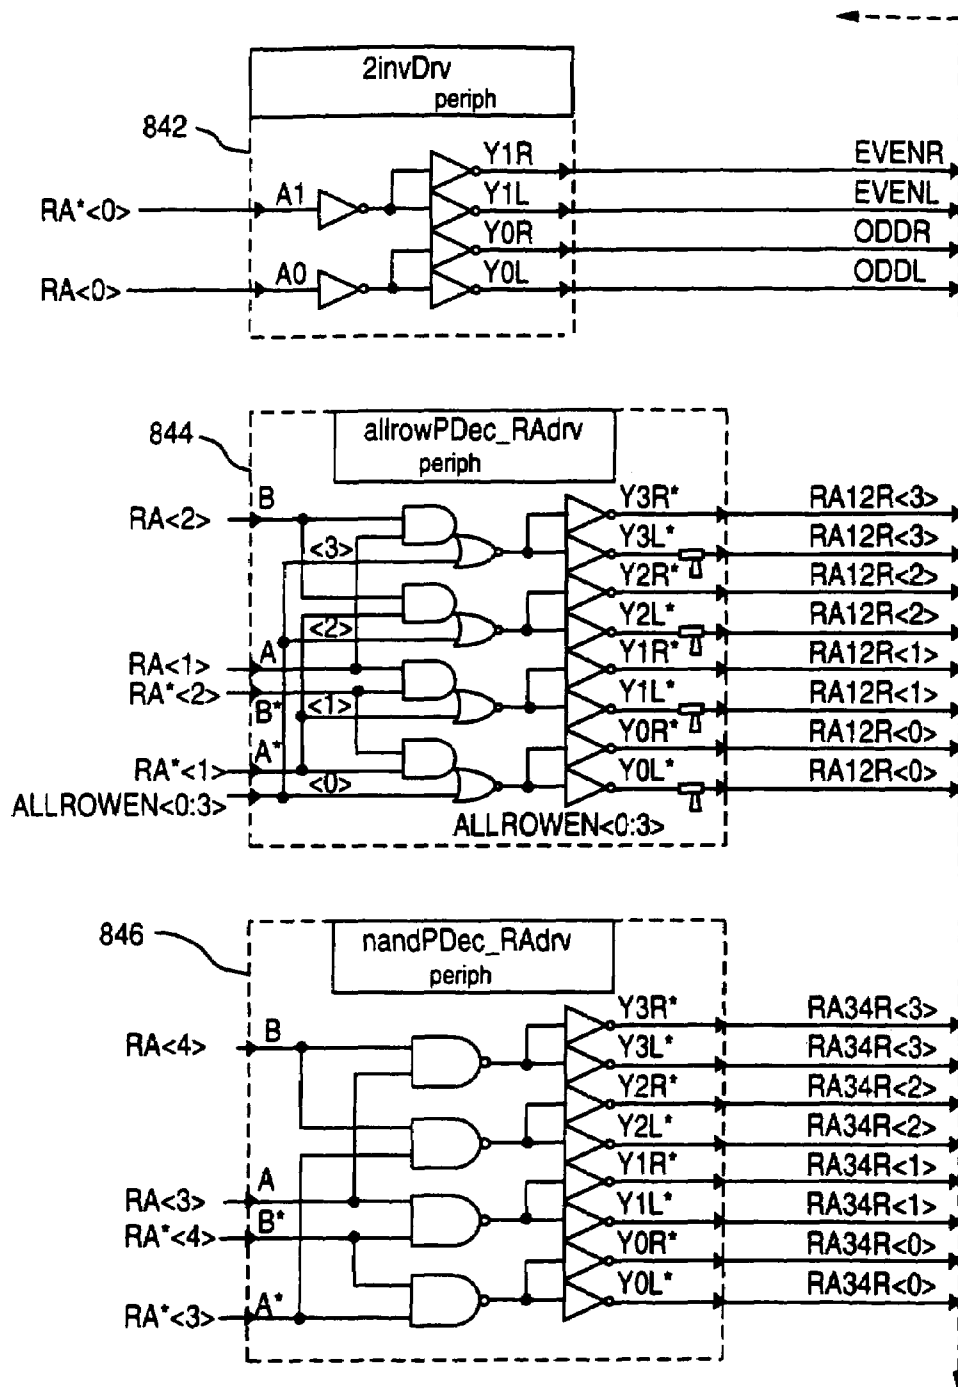 2invDrv
periph
842
Y1R
EVENR
RA*<0>
A1
Y1L
EVENL
Y0R
ODDR
RA<0>
A0
Y0L
ODDL
844
allrowPDec_RAdrv
periph
RA<2>
B
Y3R*
RA12R<3>
<3>
Y3L*
RA12R<3>
Y2R*
RA12R<2>
<2>
Y2L*
RA12R<2>
RA<1>
A
Y1R*
RA12R<1>
RA*<2>
B*
<1>
Y1L*
RA12R<1>
Y0R*
RA12R<0>
RA*<1>
A*
<0>
Y0L*
RA12R<0>
ALLROWEN<0:3>
ALLROWEN<0:3>
846
nandPDec_RAdrv
periph
Y3R*
RA34R<3>
RA<4>
B
Y3L*
RA34R<3>
Y2R*
RA34R<2>
Y2L*
RA34R<2>
Y1R*
RA34R<1>
RA<3>
A
Y1L*
RA34R<1>
RA*<4>
B*
Y0R*
RA34R<0>
RA*<3>
A*
Y0L*
RA34R<0>